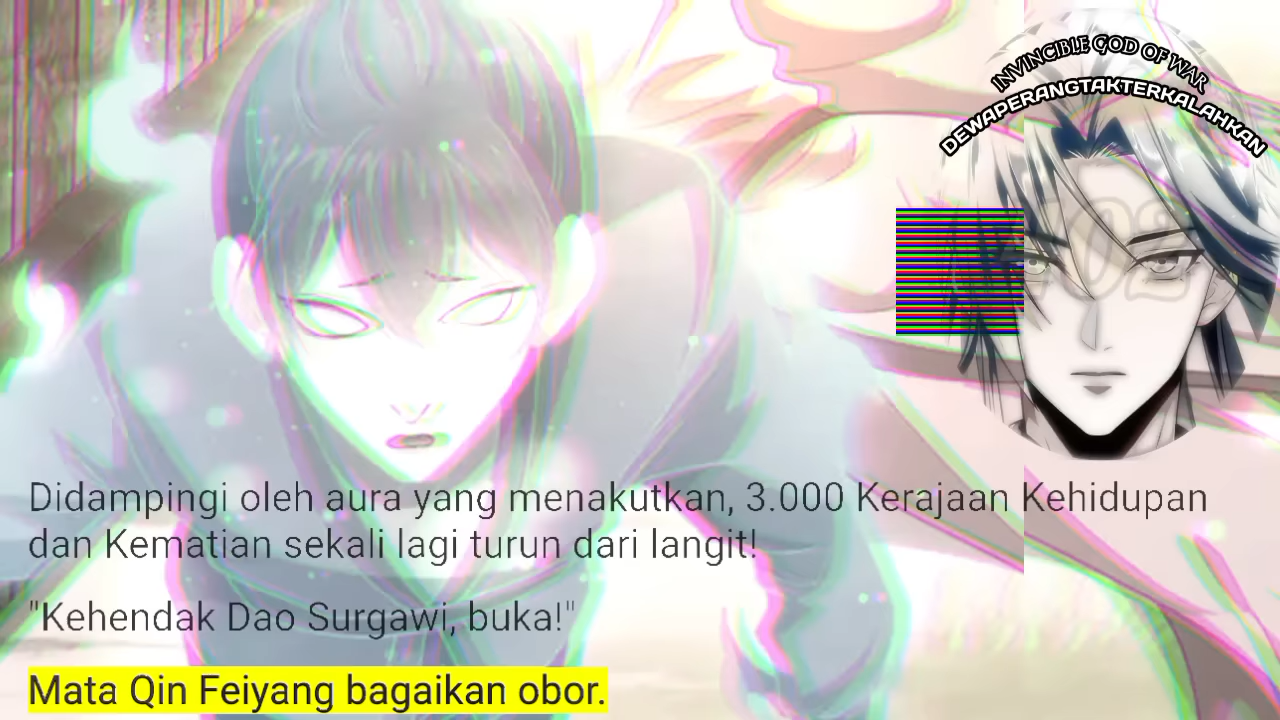 INVINCIBLE GOD OF WAR
DEWAPERANGTAKTERKALAHKAN
Didampingi oleh aura yang menakutkan, 3.000 Kerajaan Kehidupan
dan Kematian sekali lagi turun dari langit!
"Kehendak Dao Surgawi, buka!"
Mata Qin Feiyang bagaikan obor.